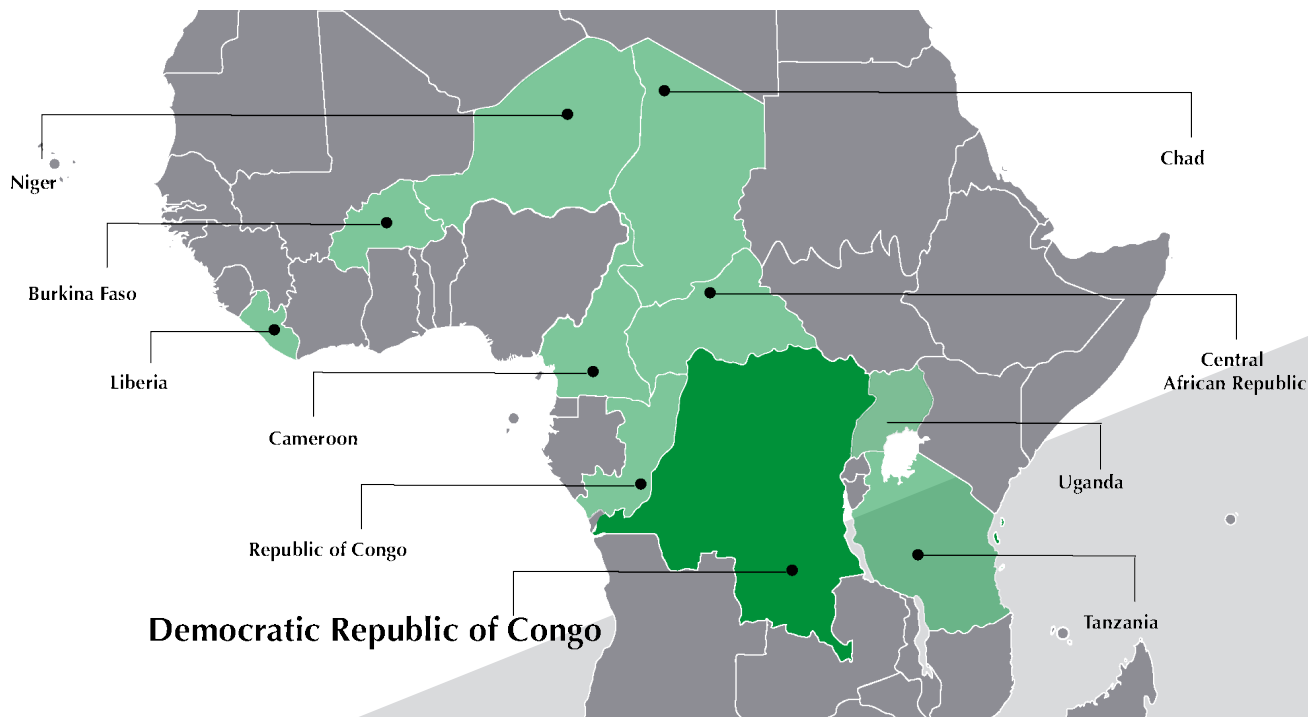 Chad
Niger
Burkina Faso
Liberia
Central
African Republic
Cameroon
Uganda
Republic of Congo
Democratic Republic of Congo
Tanzania